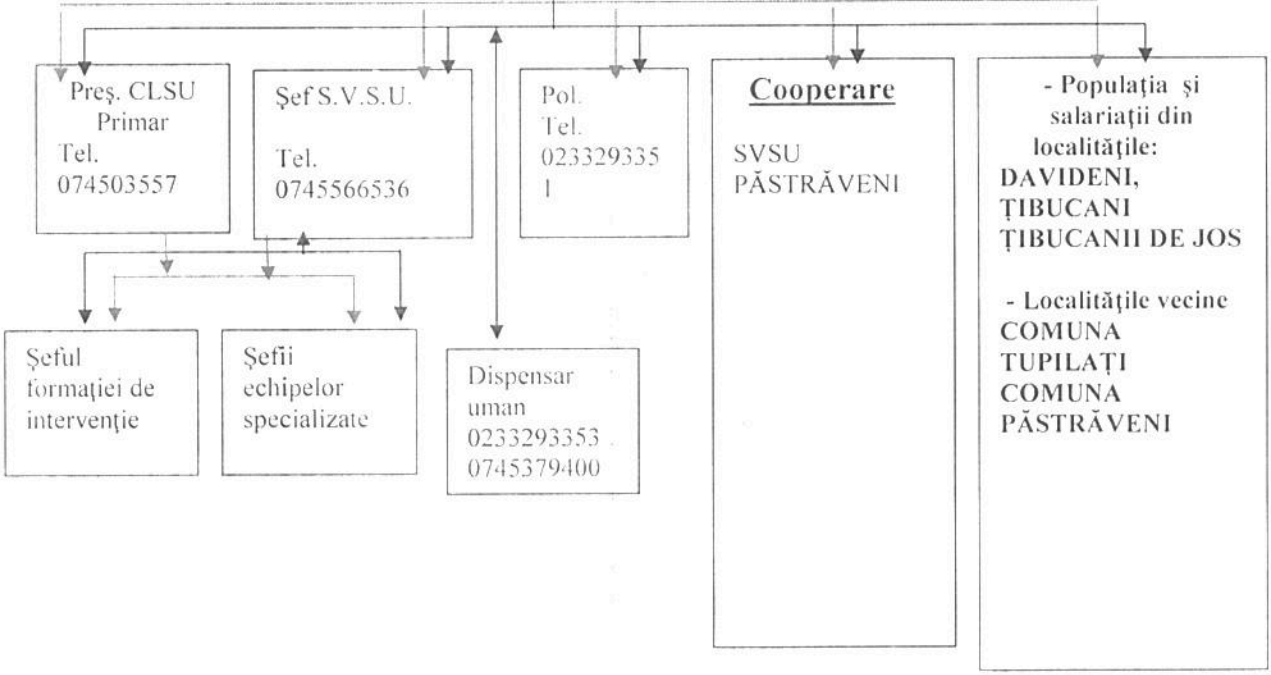 Preş. CLSU
Primar
Tel.
074503557
Şef S.V.S.U.
Tel.
0745566536
Pol.
Tel.
023329335
1
Cooperare
SVSU
PĂSTRĂVENI
- Populaţia şi
salariaţii din
localităţile:
DAVIDENI,
ŢIBUCANI
ŢIBUCANII DE JOS
- Localităţile vecine
COMUNA
TUPILAŢI
COMUNA
PĂSTRĂVENI
Şeful
formaţiei de
intervenţie
Şefii
echipelor
specializate
Dispensar
uman
0233293353
0745379400